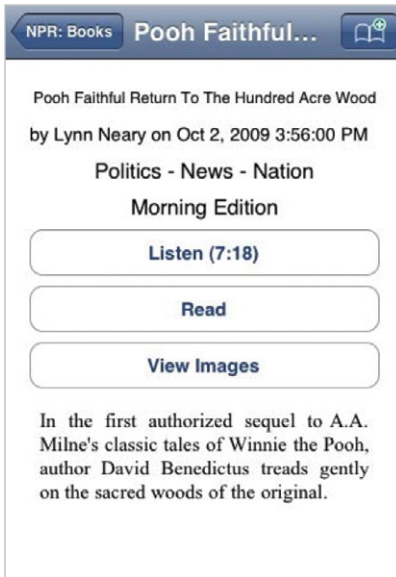 NPR: Books
Pooh Faithful...
Pooh Faithful Return To The Hundred Acre Wood
by Lynn Neary on Oct 2, 2009 3:56:00 PM
Politics - News - Nation
Morning Edition
Listen (7:18)
Read
View Images
In the first authorized sequel to A.A.
Milne's classic tales of Winnie the Pooh,
author David Benedictus treads gently
on the sacred woods of the original.